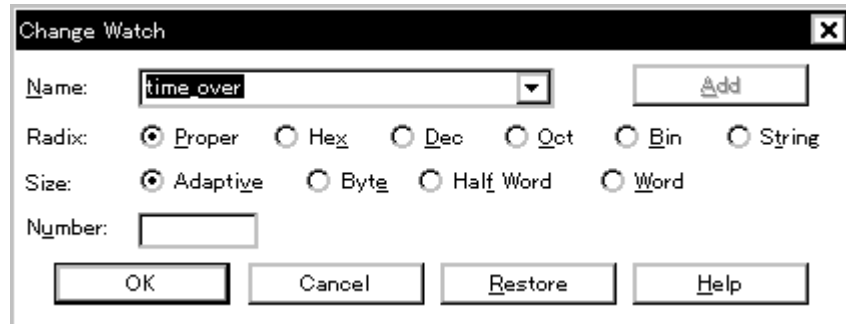 Change Watch
Name: time_over Add
Radix: Proper Hex Dec Oct Bin String
Size: Adaptive Byte Half Word Word
Number:
OK Cancel Restore Help